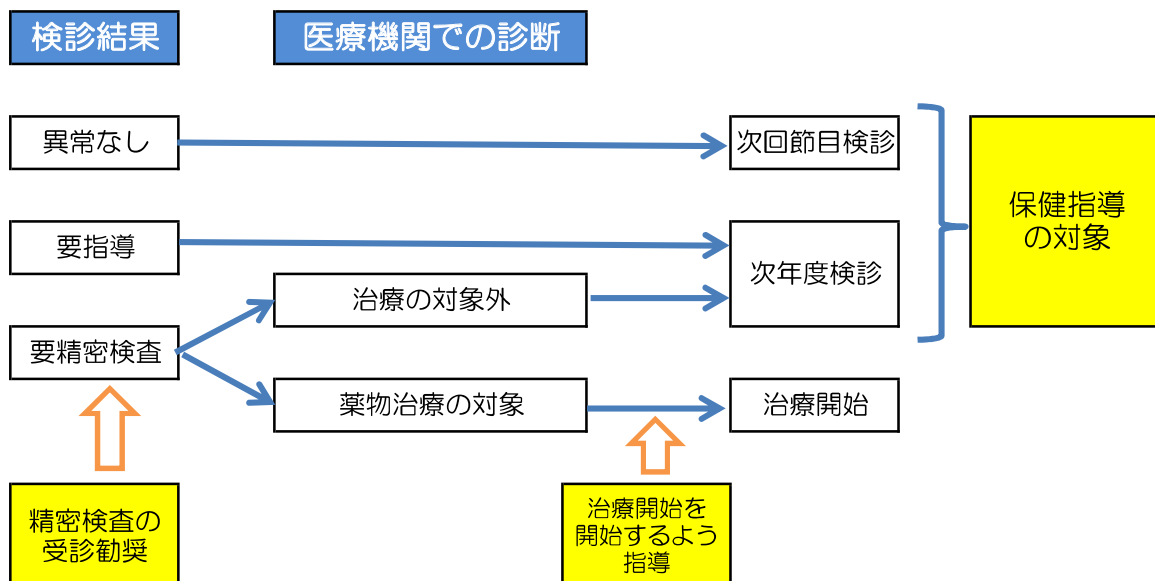 検診結果
医療機関での診断
異常なし
次回節目検診
保健指導
の対象
要指導
次年度検診
治療の対象外
要精密検査
薬物治療の対象
治療開始
精密検査の
受診勧奨
治療開始を
開始するよう
指導